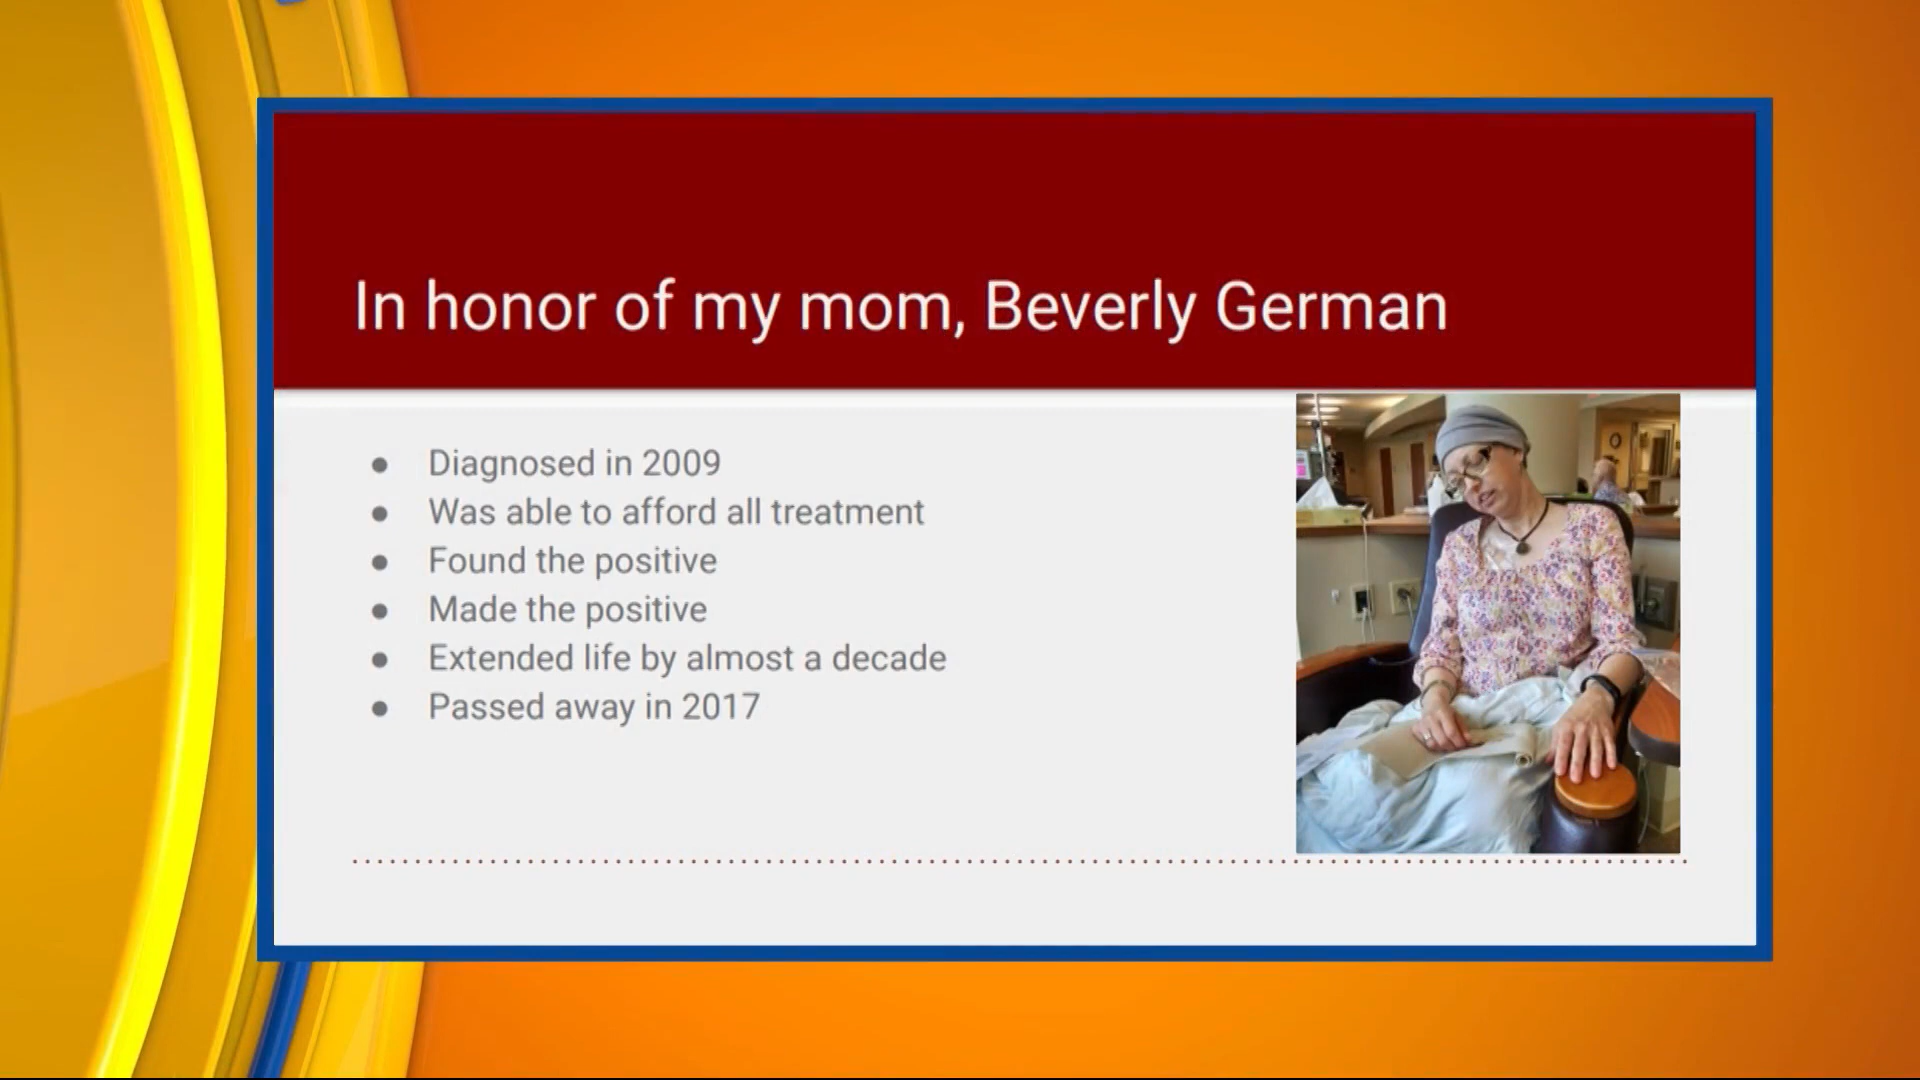 In honor of my mom, Beverly German
● Diagnosed in 2009
● Was able to afford all treatment
● Found the positive
● Made the positive
● Extended life by almost a decade
● Passed away in 2017